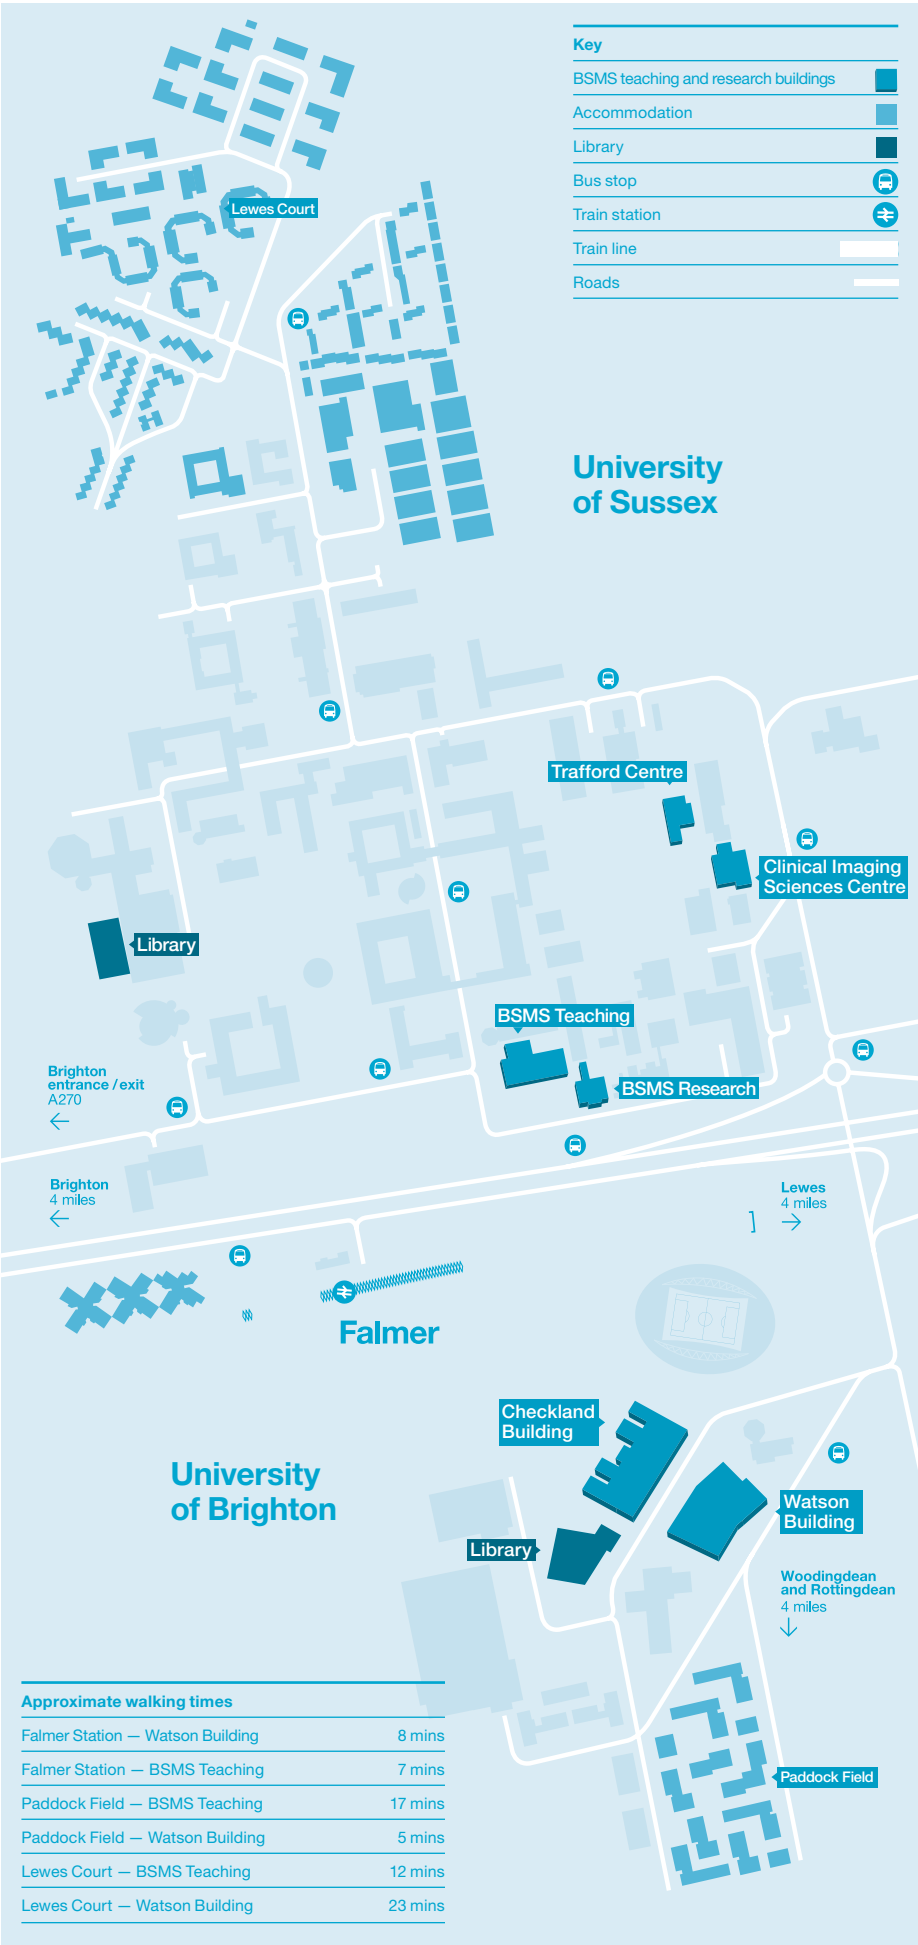 Key
BSMS teaching and research buildings
Accommodation
Library
Bus stop
Train station
Train line
Roads
Lewes Court
University
of Sussex
Trafford Centre
Clinical Imaging
Sciences Centre
Library
BSMS Teaching
BSMS Research
Brighton
entrance / exit
A270
Brighton
4 miles
Lewes
4 miles
Falmer
Checkland
Building
University
of Brighton
Watson
Building
Library
Woodingdean
and Rottingdean
4 miles
Paddock Field
Approximate walking times
Falmer Station — Watson Building 8 mins
Falmer Station — BSMS Teaching 7 mins
Paddock Field — BSMS Teaching 17 mins
Paddock Field — Watson Building 5 mins
Lewes Court — BSMS Teaching 12 mins
Lewes Court — Watson Building 23 mins